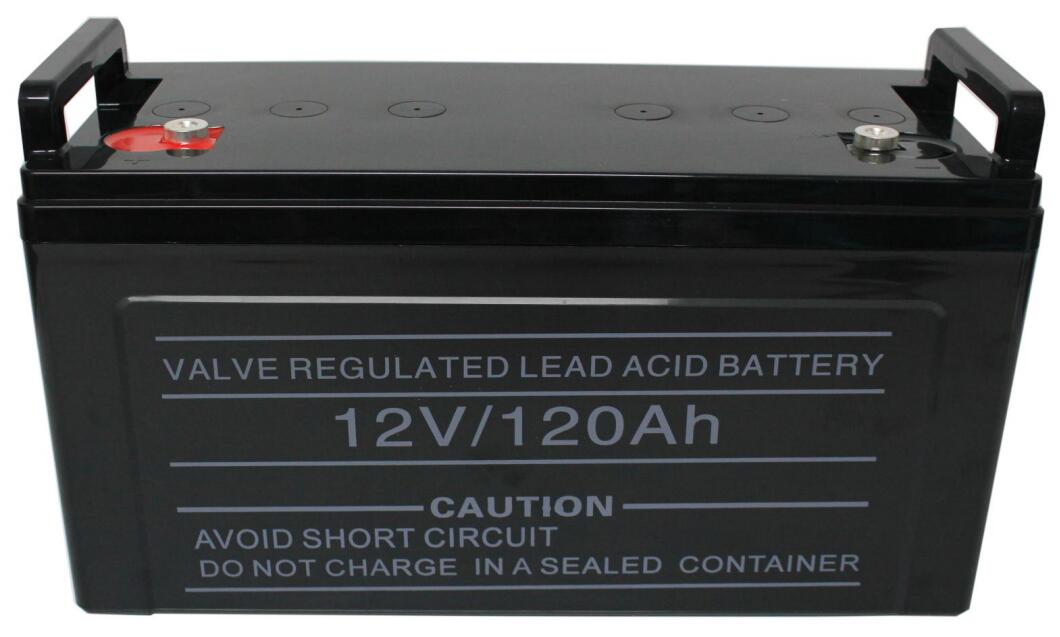 +
−
VALVE REGULATED LEAD ACID BATTERY
12V/120Ah
CAUTION
AVOID SHORT CIRCUIT
DO NOT CHARGE IN A SEALED CONTAINER